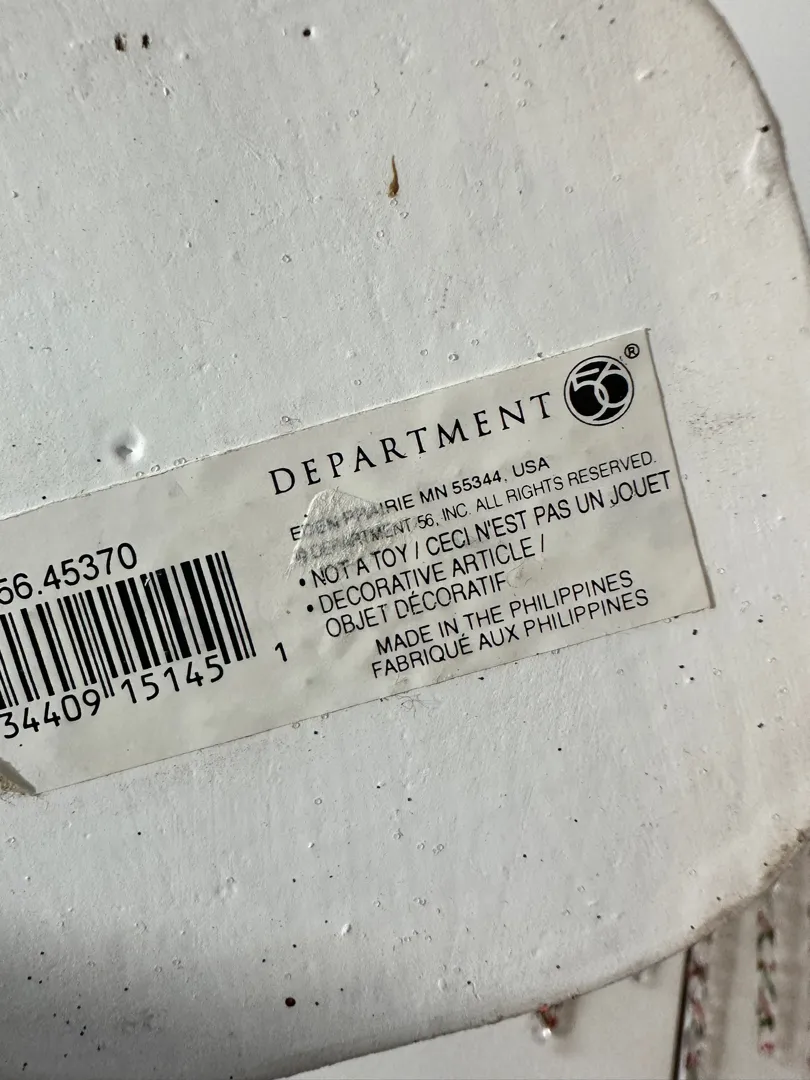 DEPARTMENT 56®
EDEN PRAIRIE MN 55344, USA
© DEPARTMENT 56, INC. ALL RIGHTS RESERVED.
• NOT A TOY / CECI N'EST PAS UN JOUET
• DECORATIVE ARTICLE /
OBJET DÉCORATIF
MADE IN THE PHILIPPINES
FABRIQUÉ AUX PHILIPPINES
56.45370
34409 15145 1